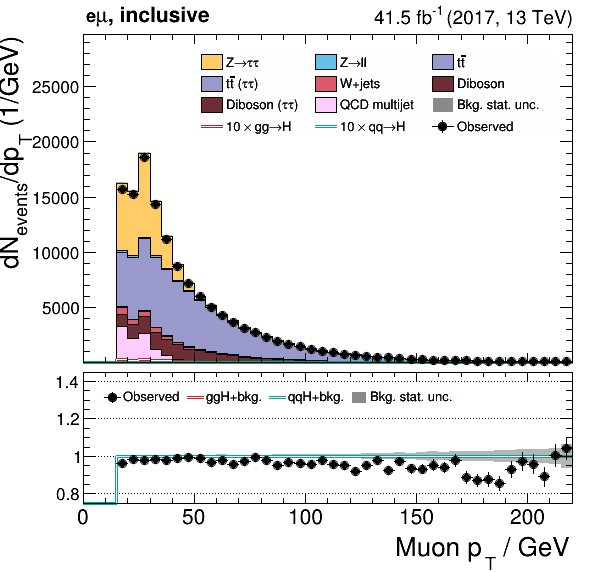 eμ, inclusive 41.5 fb⁻¹ (2017, 13 TeV)
dN_events/dp_T (1/GeV)
Z→ττ Z→ll tt̄
tt̄ (ττ) W+jets Diboson
Diboson (ττ) QCD multijet Bkg. stat. unc.
10 × gg→H 10 × qq→H Observed
25000
20000
15000
10000
5000
1.4
Observed ggH+bkg. qqH+bkg. Bkg. stat. unc.
1.2
1
0.8
0 50 100 150 200
Muon p_T / GeV